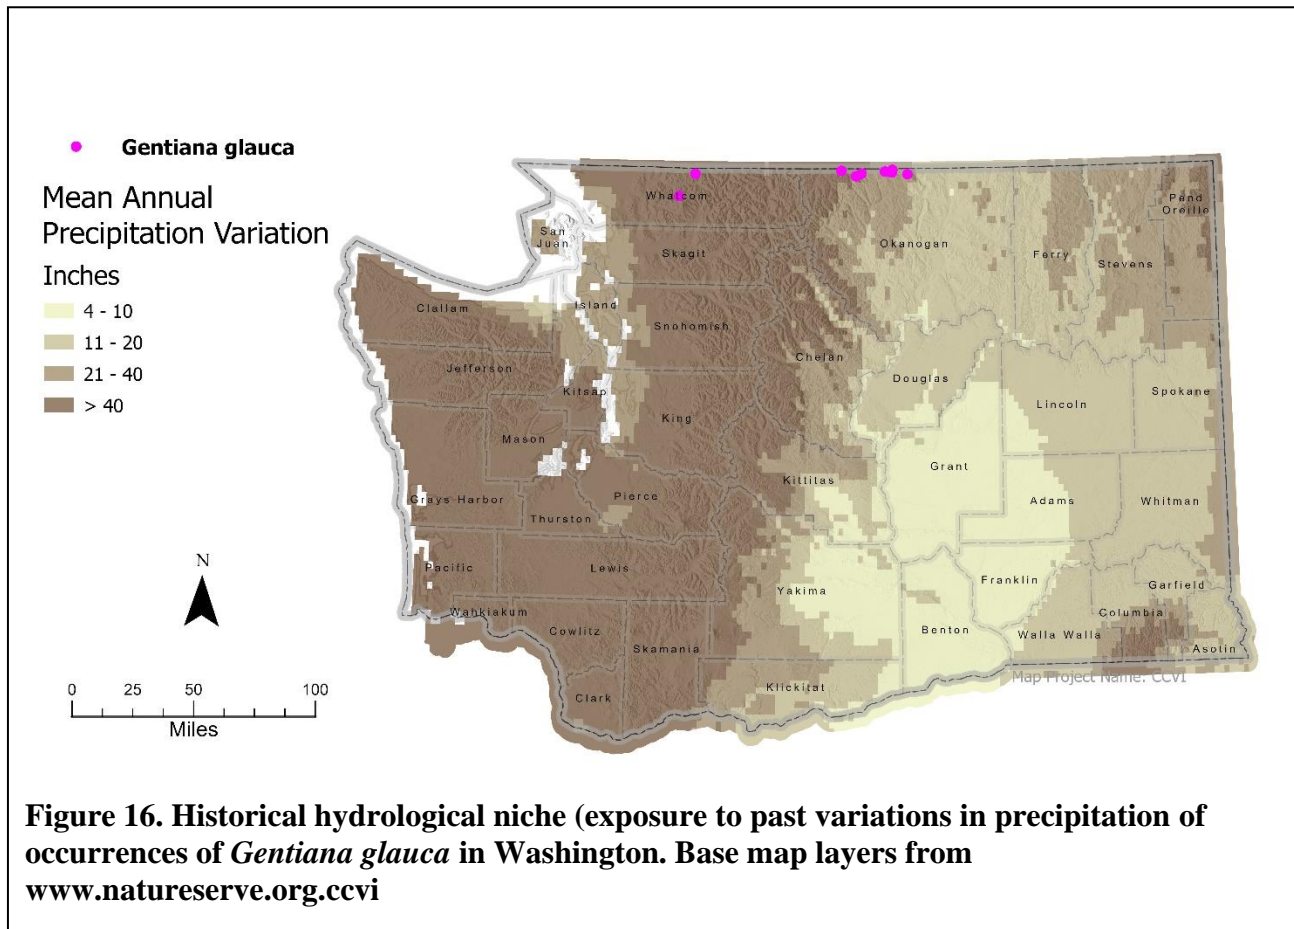 Gentiana glauca
Mean Annual
Precipitation Variation
Inches
4 - 10
11 - 20
21 - 40
> 40
Whatcom
San
Juan
Skagit
Okanogan
Ferry
Stevens
Pend
Oreille
Clallam
Island
Snohomish
Chelan
Jefferson
Kitsap
Douglas
Lincoln
Spokane
Mason
King
Grant
Kittitas
Grays Harbor
Pierce
Adams
Whitman
Thurston
Pacific
Lewis
Yakima
Franklin
Garfield
Wahkiakum
Columbia
Cowlitz
Skamania
Benton
Walla Walla
Asotin
Clark
Klickitat
Map Project Name: CCVI
N
0 25 50 100
Miles
Figure 16. Historical hydrological niche (exposure to past variations in precipitation of
occurrences of Gentiana glauca in Washington. Base map layers from
www.natureserve.org.ccvi